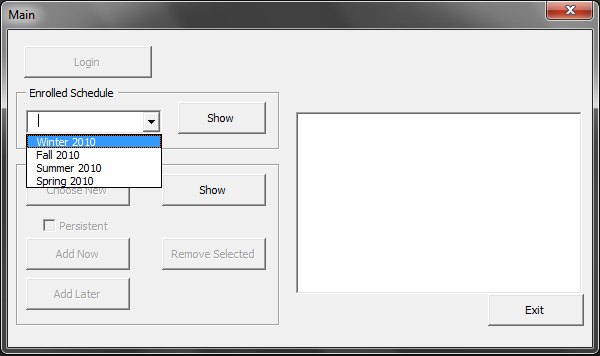 Main
Login
Enrolled Schedule
Show
Winter 2010
Fall 2010
Summer 2010
Spring 2010
Choose New
Show
Persistent
Add Now
Remove Selected
Add Later
Exit